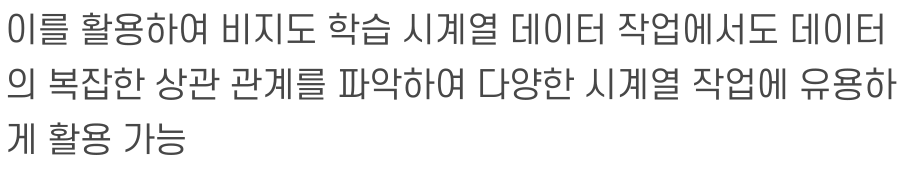 이를 활용하여 비지도 학습 시계열 데이터 작업에서도 데이터
의 복잡한 상관 관계를 파악하여 다양한 시계열 작업에 유용하
게 활용 가능